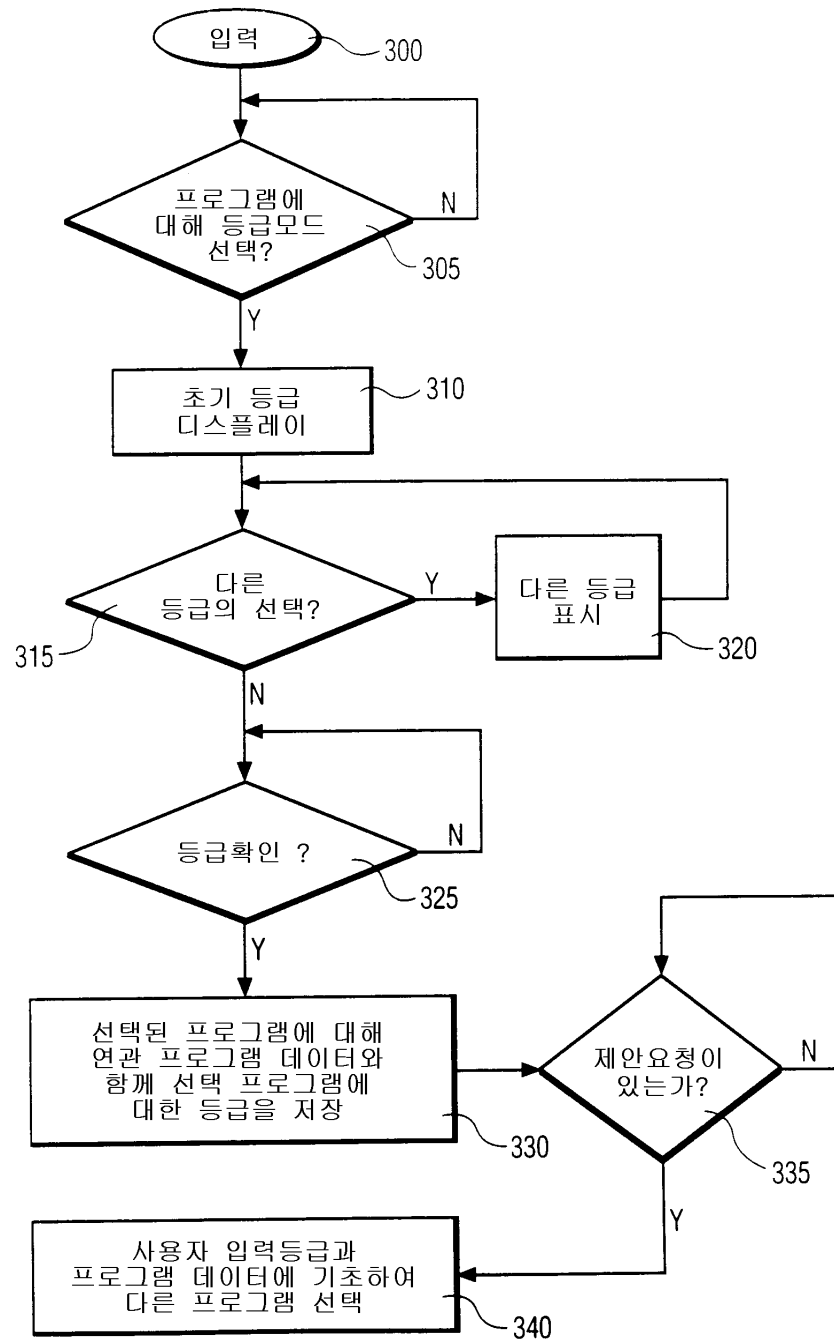 입력
300
프로그램에
대해 등급모드
선택?
N
305
Y
초기 등급
디스플레이
310
다른
등급의 선택?
Y
315
다른 등급
표시
320
N
등급확인 ?
N
325
Y
선택된 프로그램에 대해
연관 프로그램 데이터와
함께 선택 프로그램에
대한 등급을 저장
330
제안요청이
있는가?
N
335
Y
사용자 입력등급과
프로그램 데이터에 기초하여
다른 프로그램 선택
340